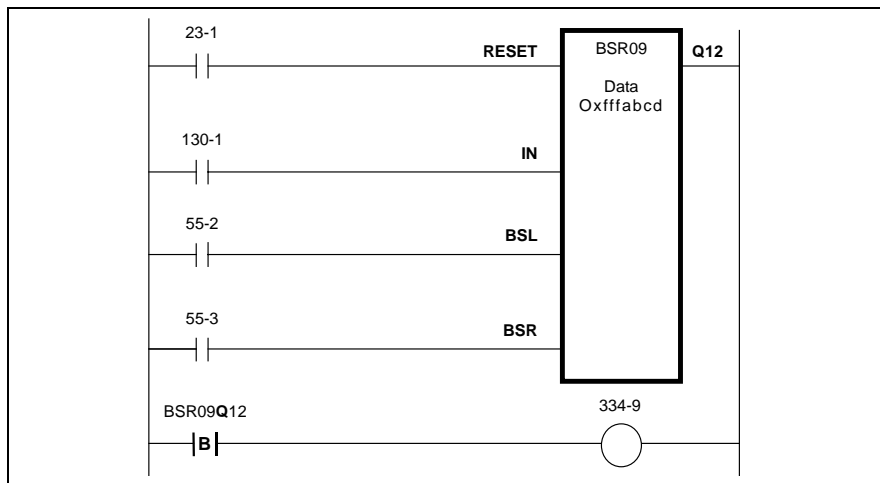 23-1
RESET
BSR09
Q12
Data
Oxfffabcd
130-1
IN
55-2
BSL
55-3
BSR
BSR09Q12
334-9
B